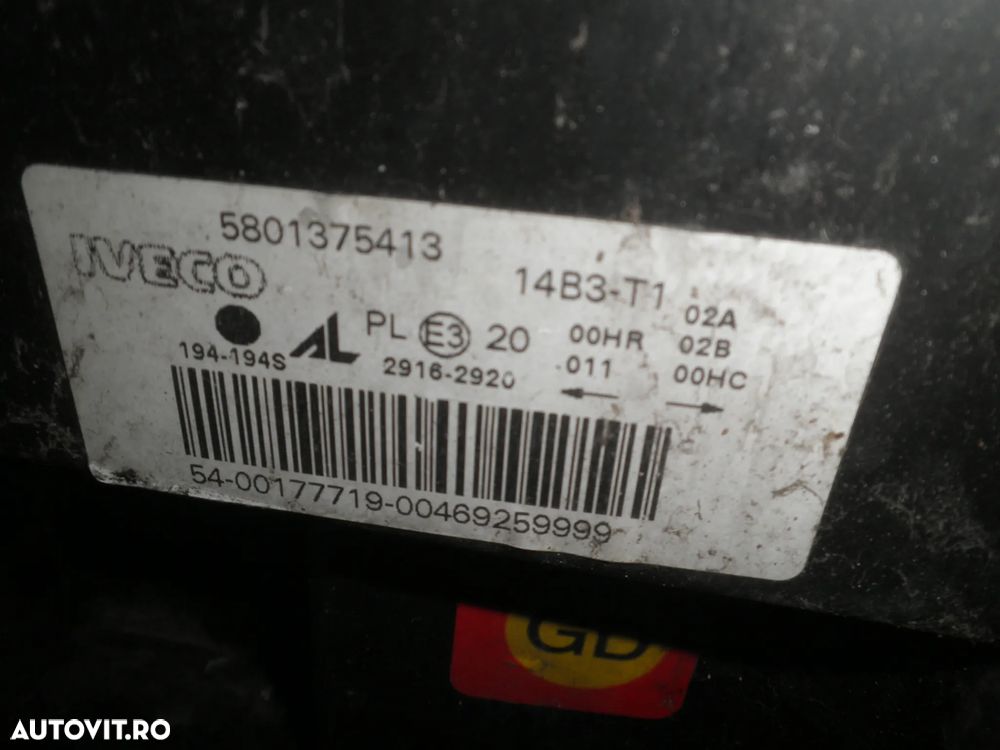 5801375413
IVECO
14B3-T1
AL PL E3 20 00HR 02A
194-194S 2916-2920 011 02B
00HC
54-00177719-00469259999
GD
AUTOVIT.RO